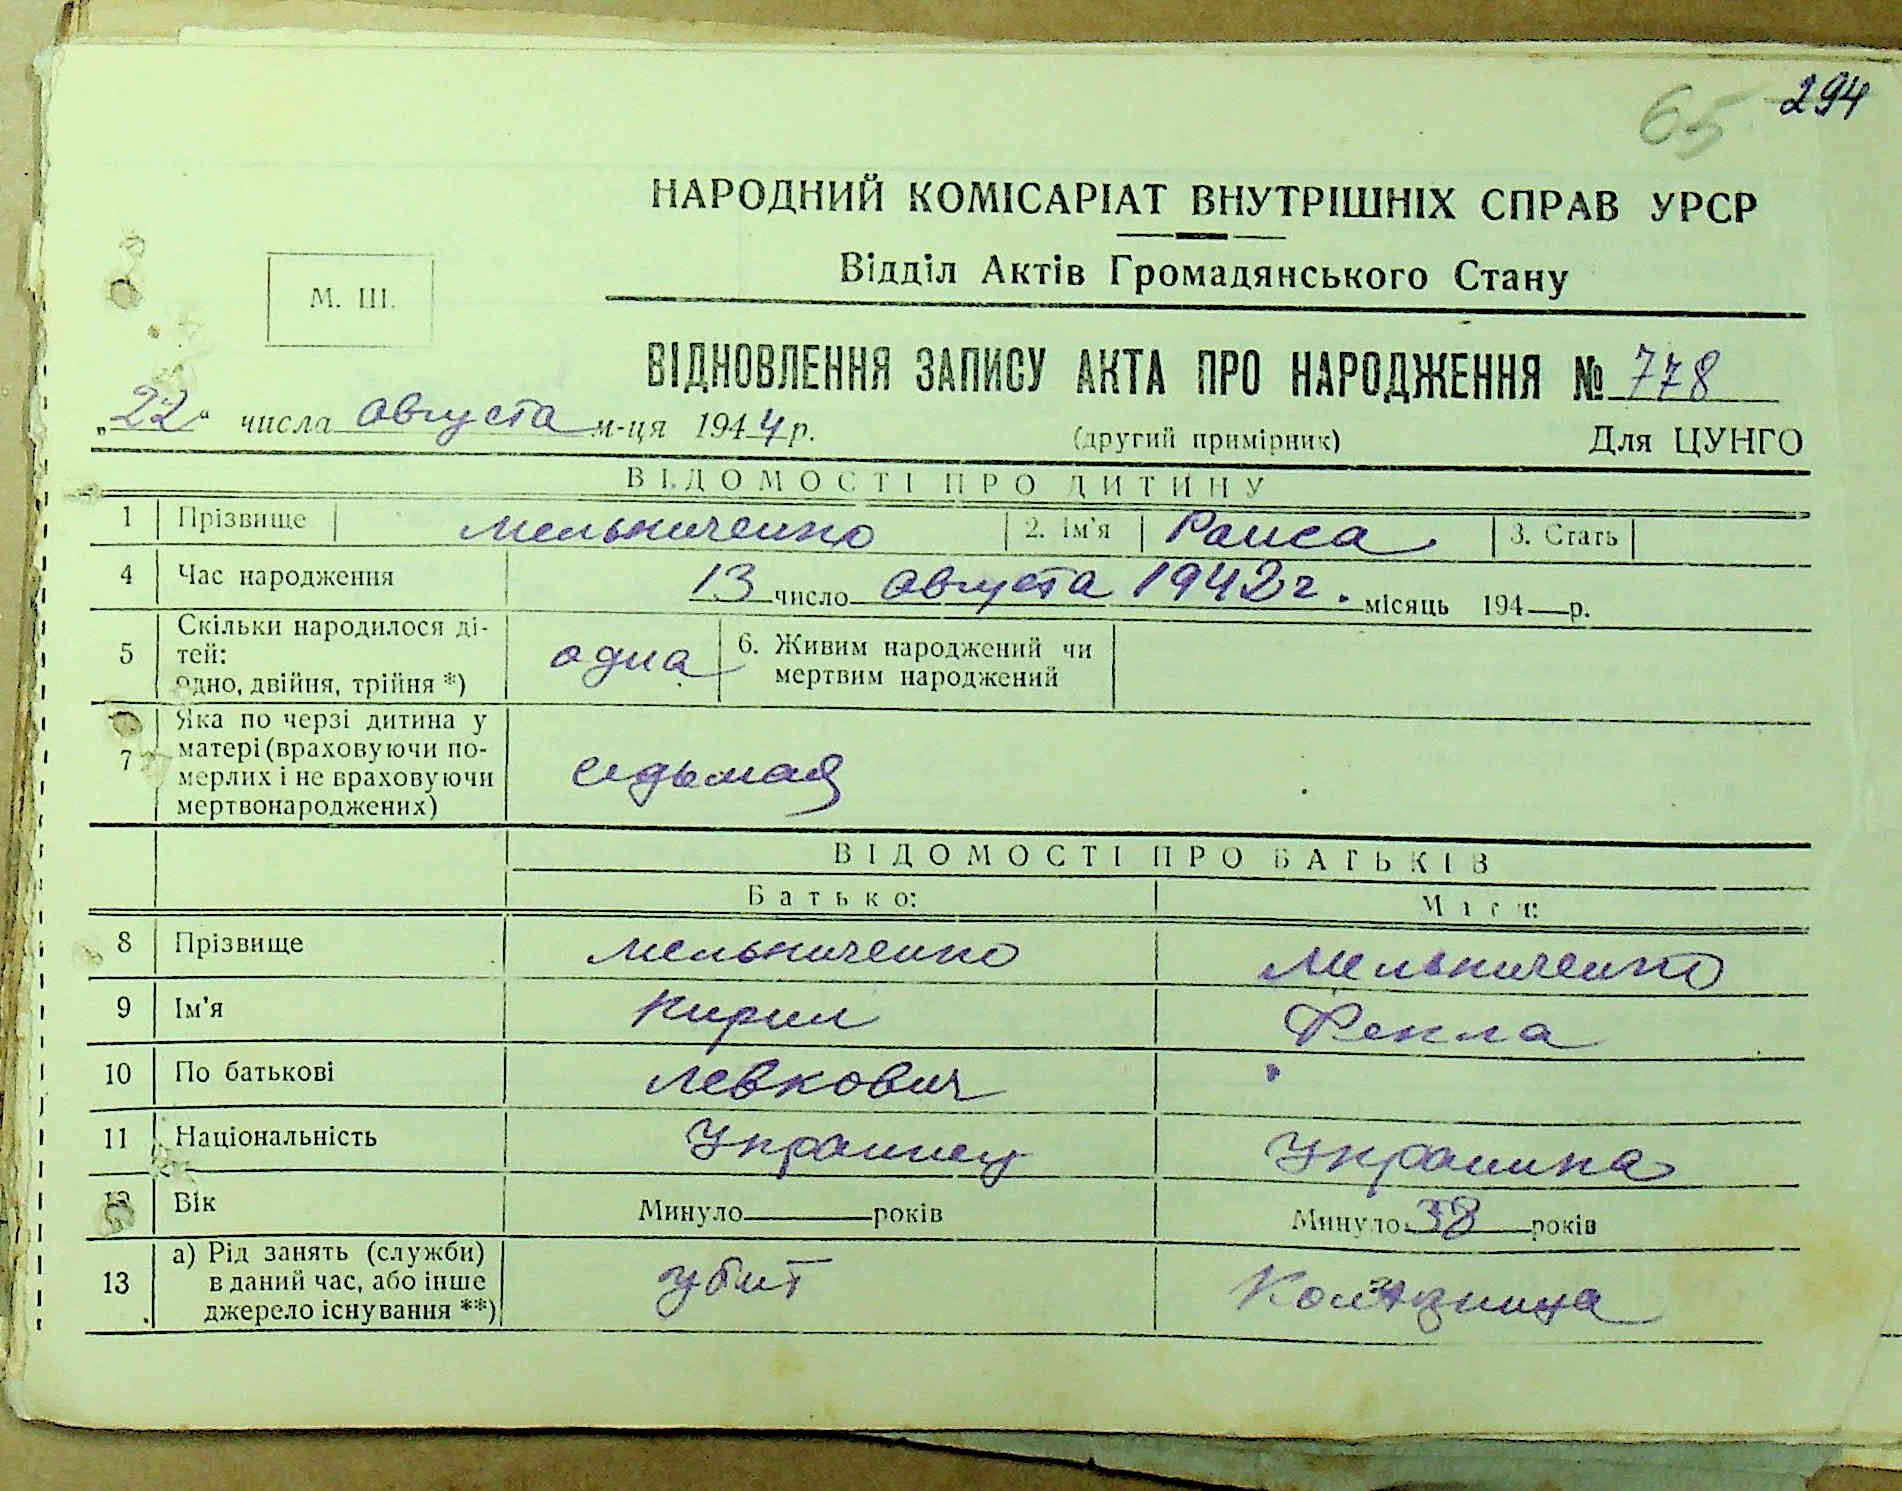 65 294
НАРОДНИЙ КОМІСАРІАТ ВНУТРІШНІХ СПРАВ УРСР
Відділ Актів Громадянського Стану
М. Ш.
ВІДНОВЛЕННЯ ЗАПИСУ АКТА ПРО НАРОДЖЕННЯ № 778
„22“ числа августа м-ця 1944 р. (другий примірник) Для ЦУНГО
ВІДОМОСТІ ПРО ДИТИНУ
1 Прізвище Мельниченко 2. Ім'я Раиса 3. Стать
4 Час народження 13 число августа 1942 г. місяць 194—р.
5 Скільки народилося ді-
тей:
одно, двійня, трійня *) одна 6. Живим народжений чи
мертвим народжений
7 Яка по черзі дитина у
матері (враховуючи по-
мерлих і не враховуючи
мертвонароджених) седьмая
ВІДОМОСТІ ПРО БАТЬКІВ
Батько: Мати:
8 Прізвище Мельниченко Мельниченко
9 Ім'я Кирил Фекла
10 По батькові Левкович
11 Національність Украинец Украинка
12 Вік Минуло років Минуло 38 років
13 а) Рід занять (служби)
в даний час, або інше
джерело існування **) убит Колхозница